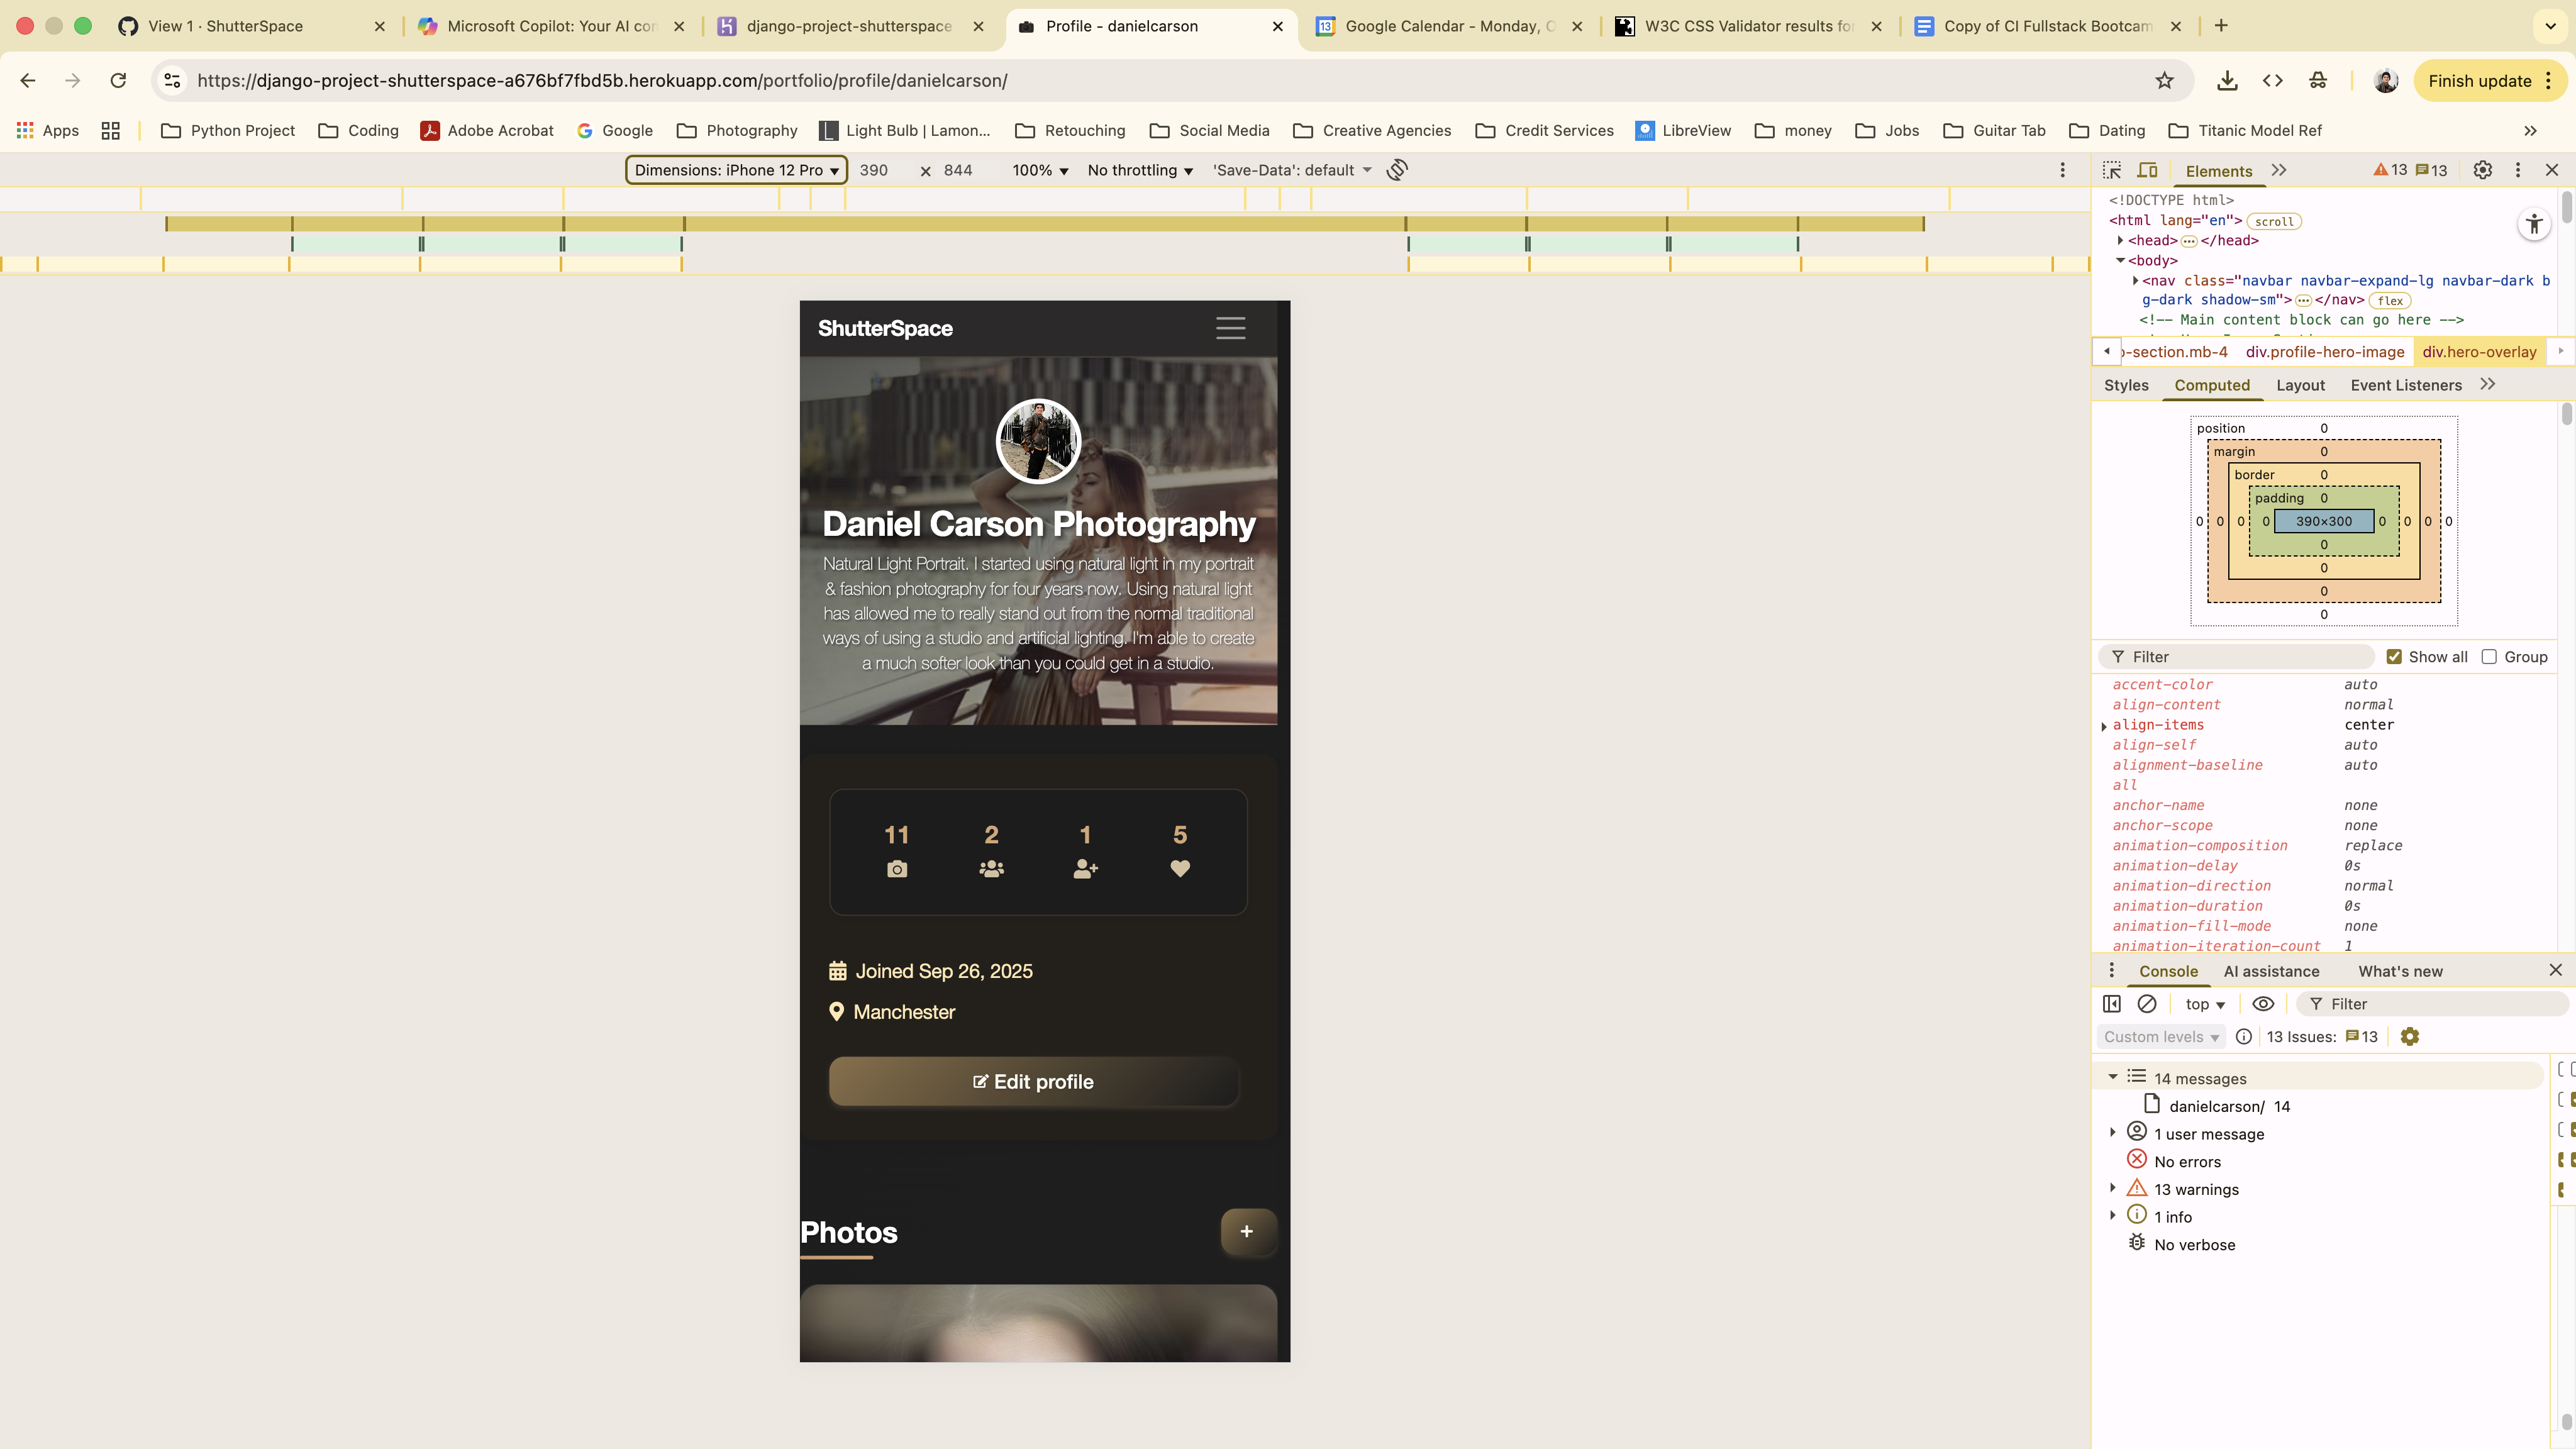 View 1 · ShutterSpace
Microsoft Copilot: Your AI con
django-project-shutterspace
Profile - danielcarson
Google Calendar - Monday, O
W3C CSS Validator results for
Copy of CI Fullstack Bootcam
https://django-project-shutterspace-a676bf7fbd5b.herokuapp.com/portfolio/profile/danielcarson/
Finish update
Apps
Python Project
Coding
Adobe Acrobat
Google
Photography
Light Bulb | Lamon...
Retouching
Social Media
Creative Agencies
Credit Services
LibreView
money
Jobs
Guitar Tab
Dating
Titanic Model Ref
Dimensions: iPhone 12 Pro
390 × 844
100%
No throttling
'Save-Data': default
Elements
13
13
<!DOCTYPE html>
<html lang="en"> scroll
<head> ... </head>
<body>
<nav class="navbar navbar-expand-lg navbar-dark b
g-dark shadow-sm"> ... </nav> flex
<!-- Main content block can go here -->
o-section.mb-4 div.profile-hero-image div.hero-overlay
Styles Computed Layout Event Listeners
position 0
margin 0
border 0
padding 0
0 0 0 0 390×300 0 0 0 0
0
0
0
0
Filter
Show all
Group
accent-color auto
align-content normal
align-items center
align-self auto
alignment-baseline auto
all
anchor-name none
anchor-scope none
animation-composition replace
animation-delay 0s
animation-direction normal
animation-duration 0s
animation-fill-mode none
animation-iteration-count 1
Console AI assistance What's new
top
Filter
Custom levels
13 Issues: 13
14 messages
danielcarson/ 14
1 user message
No errors
13 warnings
1 info
No verbose
ShutterSpace
Daniel Carson Photography
Natural Light Portrait. I started using natural light in my portrait
& fashion photography for four years now. Using natural light
has allowed me to really stand out from the normal traditional
ways of using a studio and artificial lighting. I'm able to create
a much softer look than you could get in a studio.
11 2 1 5
Joined Sep 26, 2025
Manchester
Edit profile
Photos
+